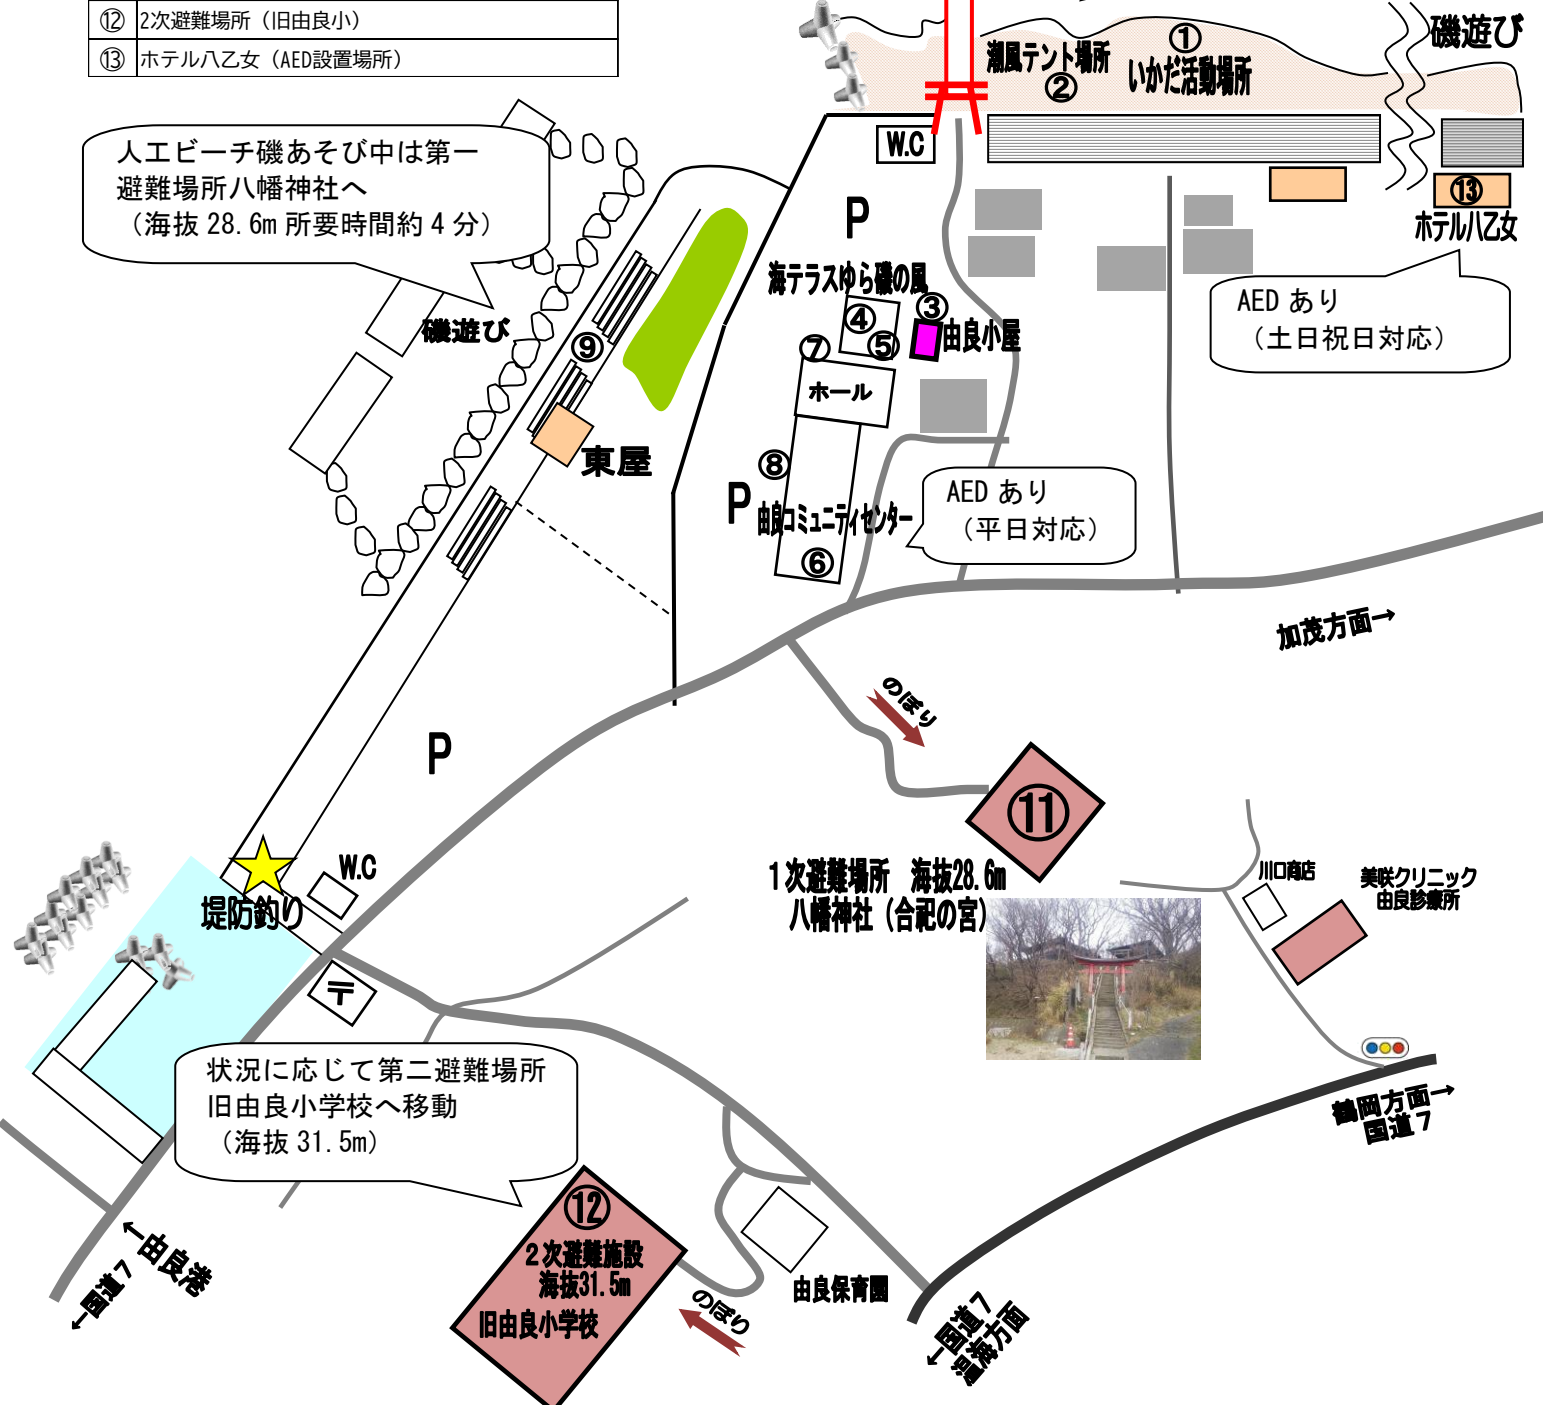 ⑫ 2次避難場所（旧由良小）
⑬ ホテル八乙女（AED設置場所）
磯遊び
潮風テント場所
②
①
いかだ活動場所
W.C
人工ビーチ磯あそび中は第一
避難場所八幡神社へ
（海抜 28.6m 所要時間約 4 分）
⑬
ホテル八乙女
P
海テラスゆら磯の風
③
④
⑤
由良小屋
⑦
ホール
AED あり
（土日祝日対応）
磯遊び
⑨
東屋
⑧
P
由良コミュニティセンター
⑥
AED あり
（平日対応）
加茂方面→
のぼり
P
⑪
1次避難場所　海抜28.6m
八幡神社（合祀の宮）
川口商店
美咲クリニック
由良診療所
W.C
堤防釣り
〒
状況に応じて第二避難場所
旧由良小学校へ移動
（海抜 31.5m）
鶴岡方面→
国道7
⑫
2次避難施設
海抜31.5m
旧由良小学校
←由良港
←国道7
のぼり
由良保育園
←国道7
温海方面